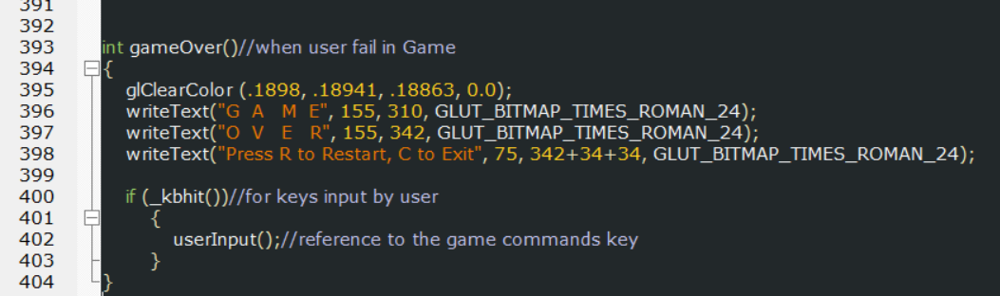 391
392
393 int gameOver()//when user fail in Game
394 {
395 glClearColor (.1898, .18941, .18863, 0.0);
396 writeText("G A M E", 155, 310, GLUT_BITMAP_TIMES_ROMAN_24);
397 writeText("O V E R", 155, 342, GLUT_BITMAP_TIMES_ROMAN_24);
398 writeText("Press R to Restart, C to Exit", 75, 342+34+34, GLUT_BITMAP_TIMES_ROMAN_24);
399
400 if (_kbhit())//for keys input by user
401 {
402 userInput();//reference to the game commands key
403 }
404 }